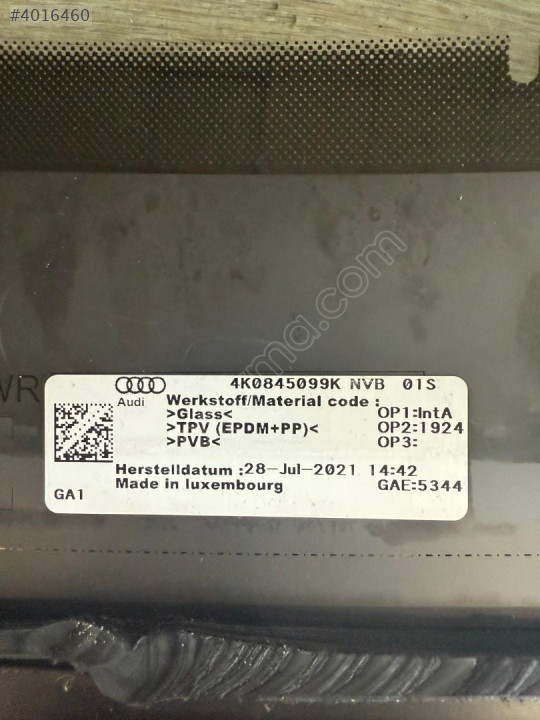 #4016460
WR
4K0845099K NVB 01S
Audi
Werkstoff/Material code :
>Glass< OP1:IntA
>TPV (EPDM+PP)< OP2:1924
>PVB< OP3:
Herstelldatum :28-Jul-2021 14:42
Made in luxembourg GAE:5344
GA1